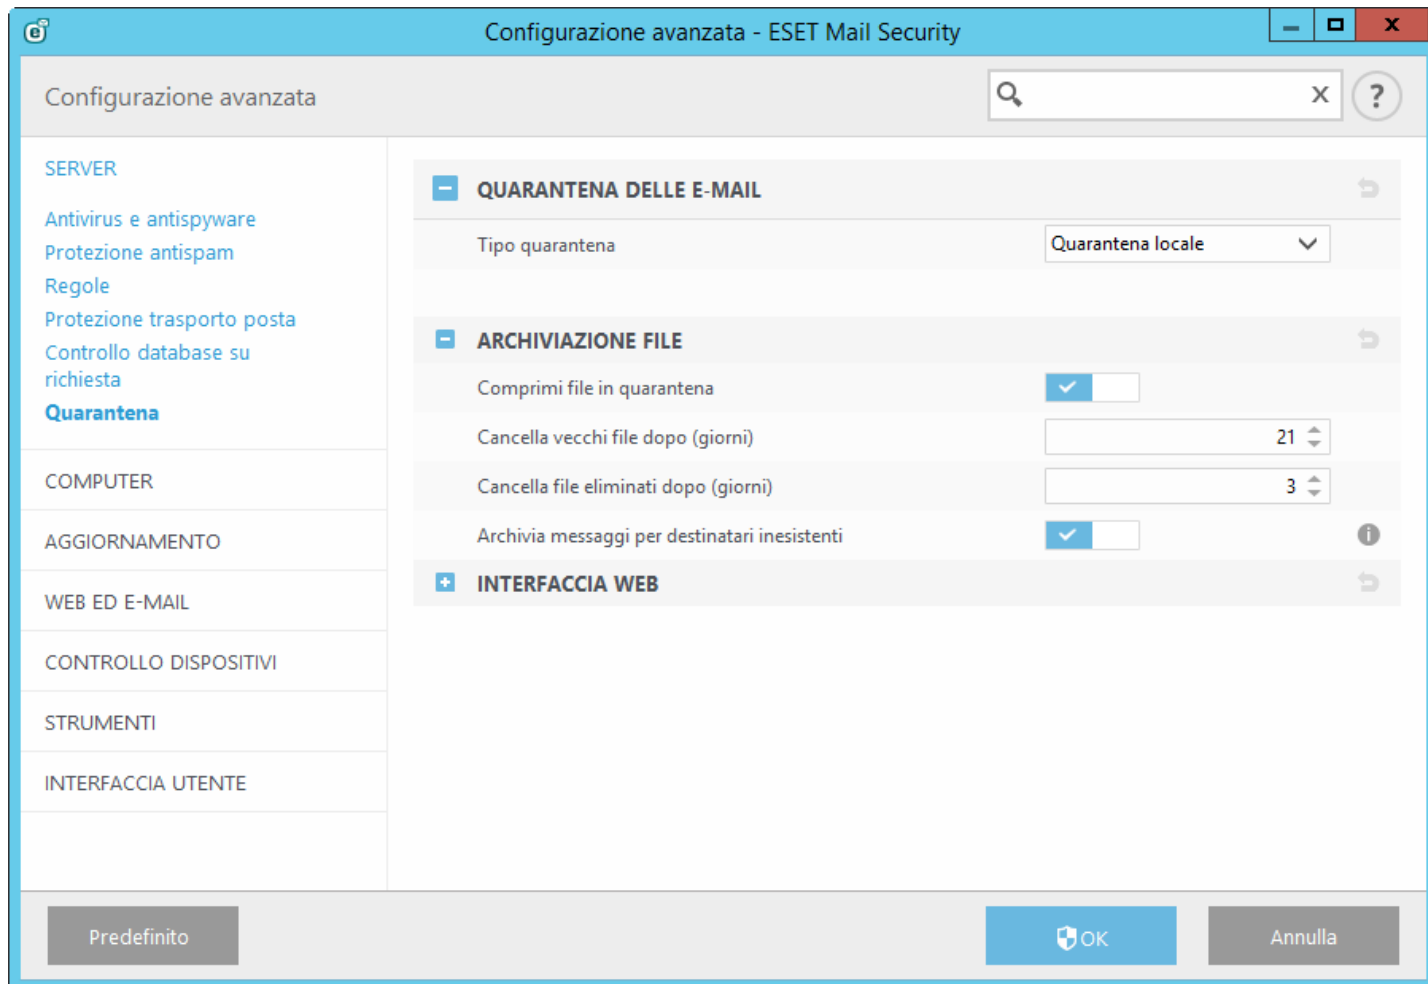 Configurazione avanzata - ESET Mail Security
Configurazione avanzata
SERVER
Antivirus e antispyware
Protezione antispam
Regole
Protezione trasporto posta
Controllo database su
richiesta
Quarantena
COMPUTER
AGGIORNAMENTO
WEB ED E-MAIL
CONTROLLO DISPOSITIVI
STRUMENTI
INTERFACCIA UTENTE
QUARANTENA DELLE E-MAIL
Tipo quarantena Quarantena locale
ARCHIVIAZIONE FILE
Comprimi file in quarantena
Cancella vecchi file dopo (giorni) 21
Cancella file eliminati dopo (giorni) 3
Archivia messaggi per destinatari inesistenti
INTERFACCIA WEB
Predefinito OK Annulla